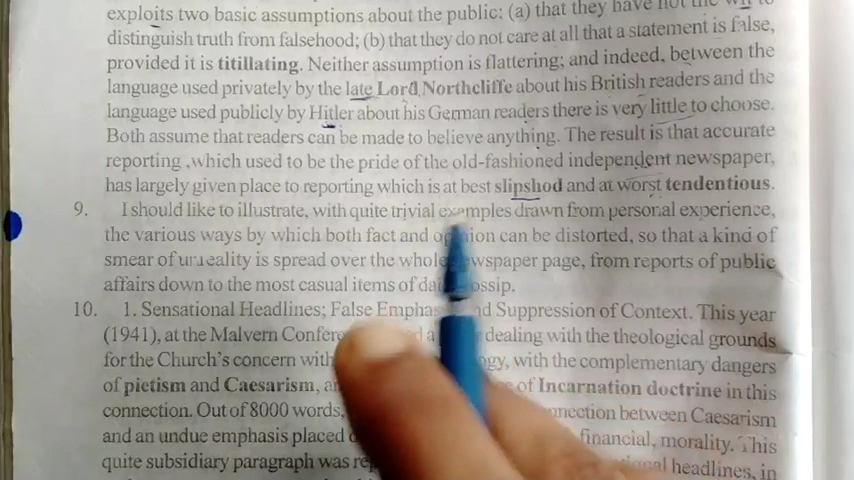 exploits two basic assumptions about the public: (a) that they have not the wit to
distinguish truth from falsehood; (b) that they do not care at all that a statement is false,
provided it is titillating. Neither assumption is flattering; and indeed, between the
language used privately by the late Lord Northcliffe about his British readers and the
language used publicly by Hitler about his German readers there is very little to choose.
Both assume that readers can be made to believe anything. The result is that accurate
reporting ,which used to be the pride of the old-fashioned independent newspaper,
has largely given place to reporting which is at best slipshod and at worst tendentious.
9. I should like to illustrate, with quite trivial examples drawn from personal experience,
the various ways by which both fact and opinion can be distorted, so that a kind of
smear of unreality is spread over the whole newspaper page, from reports of public
affairs down to the most casual items of gossip.
10. 1. Sensational Headlines; False Emphasis and Suppression of Context. This year
(1941), at the Malvern dealing with the theological grounds
for the Church's concern with the complementary dangers
of pietism and Caesarism, of Incarnation doctrine in this
connection. Out of 8000 words, between Caesarism
and an undue emphasis placed financial, morality. This
quite subsidiary paragraph was headlines, in